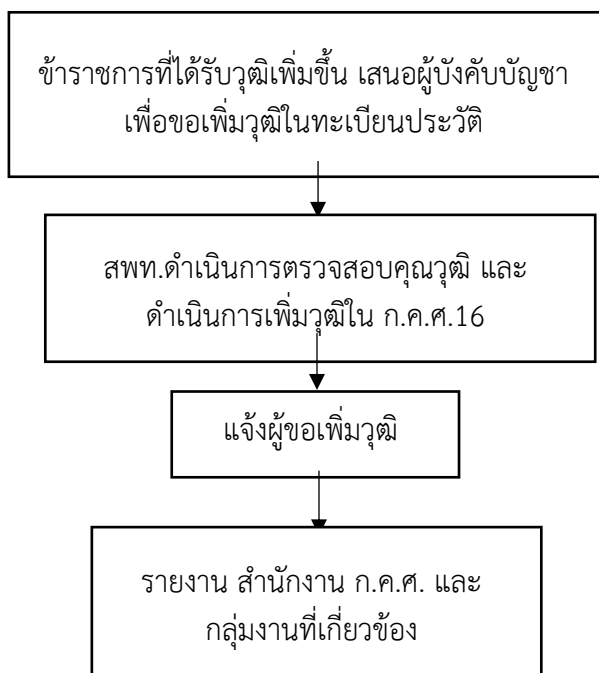 ข้าราชการที่ได้รับวุฒิเพิ่มขึ้น เสนอผู้บังคับบัญชา
เพื่อขอเพิ่มวุฒิในทะเบียนประวัติ
สพท.ดำเนินการตรวจสอบคุณวุฒิ และ
ดำเนินการเพิ่มวุฒิใน ก.ค.ศ.16
แจ้งผู้ขอเพิ่มวุฒิ
รายงาน สำนักงาน ก.ค.ศ. และ
กลุ่มงานที่เกี่ยวข้อง